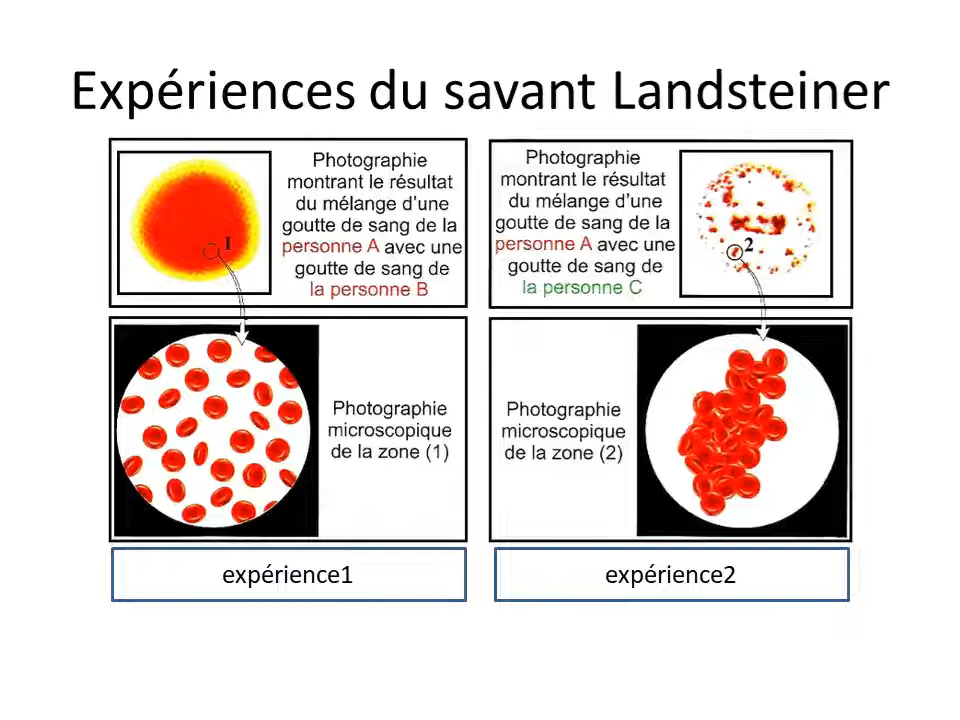 Expériences du savant Landsteiner
Photographie
montrant le résultat
du mélange d'une
goutte de sang de la
personne A avec une
goutte de sang de
la personne B
1
Photographie
montrant le résultat
du mélange d'une
goutte de sang de la
personne A avec une
goutte de sang de
la personne C
2
Photographie
microscopique
de la zone (1)
Photographie
microscopique
de la zone (2)
expérience1
expérience2